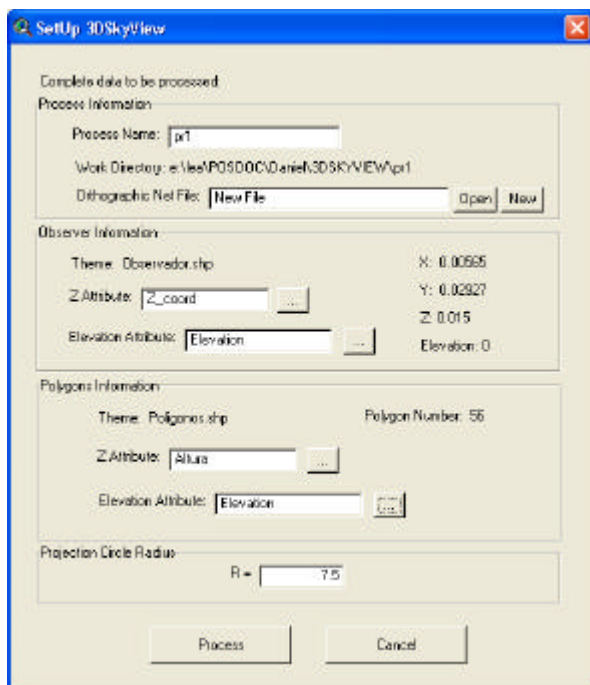 SetUp 3DSkyView
Complete data to be processed
Process Information
Process Name: pr1
Work Directory: e:\lea\POSDOC\Daniel\3DSKYVIEW\pr1
Orthographic Net File: New File Open New
Observer Information
Theme: Observador.shp X: 0.00565
Y: 0.02927
Z Attribute: Z_coord ...
Z: 0.015
Elevation Attribute: Elevation ... Elevation: 0
Polygons Information
Theme: Poligonos.shp Polygon Number: 56
Z Attribute: Altura ...
Elevation Attribute: Elevation ...
Projection Circle Radius
R = 7.5
Process Cancel